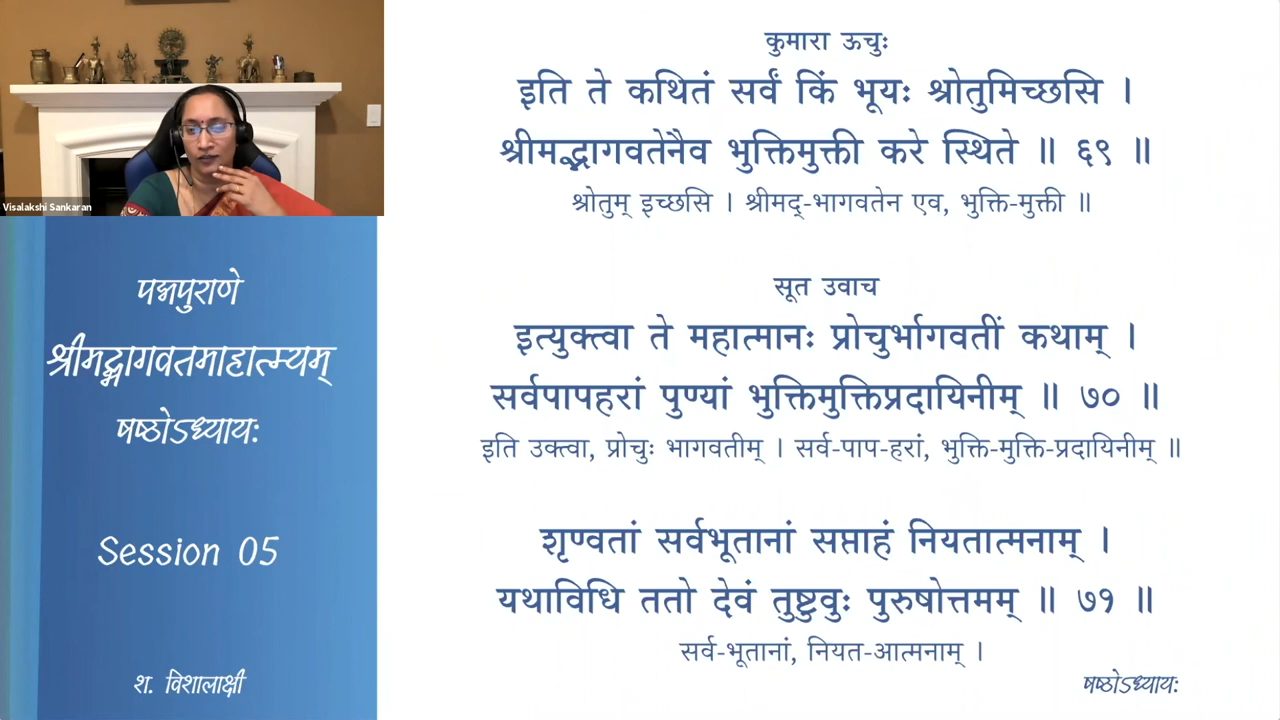 Visalakshi Sankaran
पद्मपुराणे
श्रीमद्भागवतमाहात्म्यम्
षष्ठोऽध्यायः
Session 05
श. विशालाक्षी
कुमारा ऊचुः
इति ते कथितं सर्वं किं भूयः श्रोतुमिच्छसि ।
श्रीमद्भागवतेनैव भुक्तिमुक्ती करे स्थिते ॥ ६९ ॥
श्रोतुम् इच्छसि । श्रीमद्-भागवतेन एव, भुक्ति-मुक्ती ॥
सूत उवाच
इत्युक्त्वा ते महात्मानः प्रोचुर्भागवतीं कथाम् ।
सर्वपापहरां पुण्यां भुक्तिमुक्तिप्रदायिनीम् ॥ ७० ॥
इति उक्त्वा, प्रोचुः भागवतीम् । सर्व-पाप-हरां, भुक्ति-मुक्ति-प्रदायिनीम् ॥
शृण्वतां सर्वभूतानां सप्ताहं नियतात्मनाम् ।
यथाविधि ततो देवं तुष्टुवुः पुरुषोत्तमम् ॥ ७१ ॥
सर्व-भूतानां, नियत-आत्मनाम् ।
षष्ठोऽध्यायः